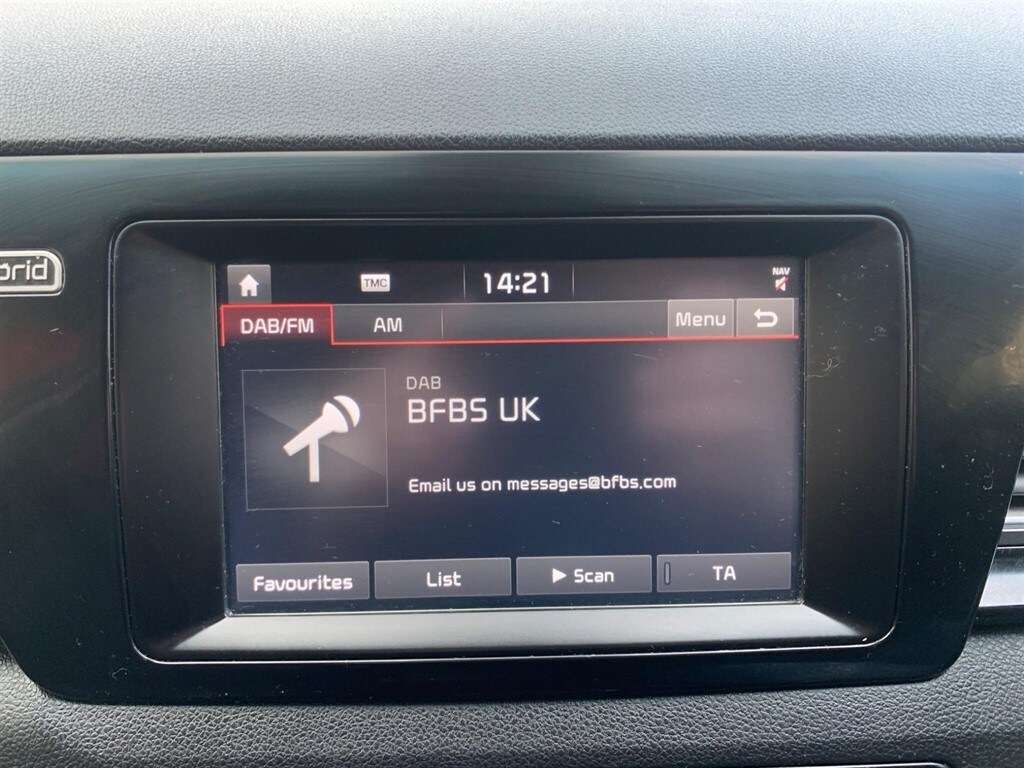 brid
TMC
14:21
NAV
DAB/FM
AM
Menu
DAB
BFBS UK
Email us on messages@bfbs.com
Favourites
List
Scan
TA